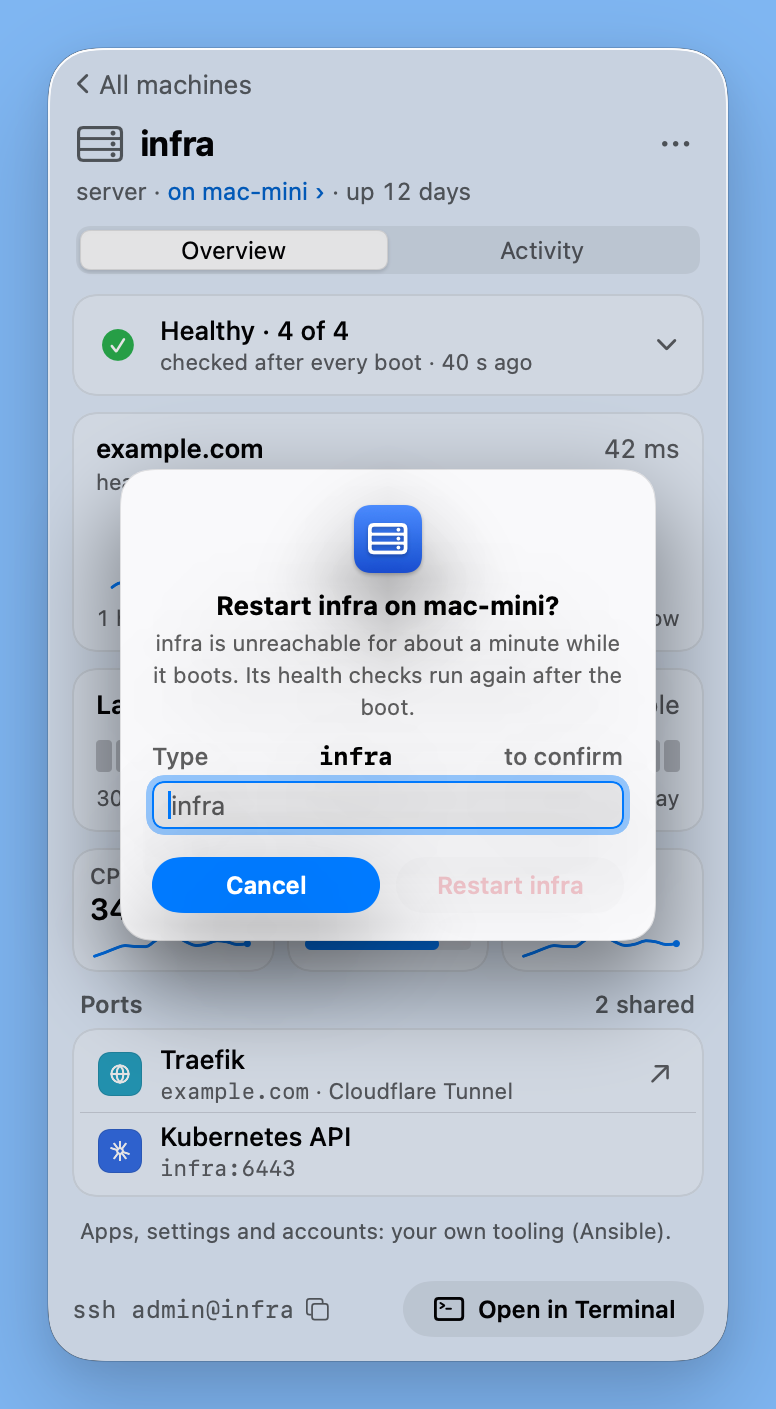 All machines
infra
server · on mac-mini › · up 12 days
Overview Activity
Healthy · 4 of 4
checked after every boot · 40 s ago
example.com 42 ms
Restart infra on mac-mini?
infra is unreachable for about a minute while
it boots. Its health checks run again after the
boot.
Type infra to confirm
infra
Cancel Restart infra
Ports 2 shared
Traefik
example.com · Cloudflare Tunnel
Kubernetes API
infra:6443
Apps, settings and accounts: your own tooling (Ansible).
ssh admin@infra Open in Terminal